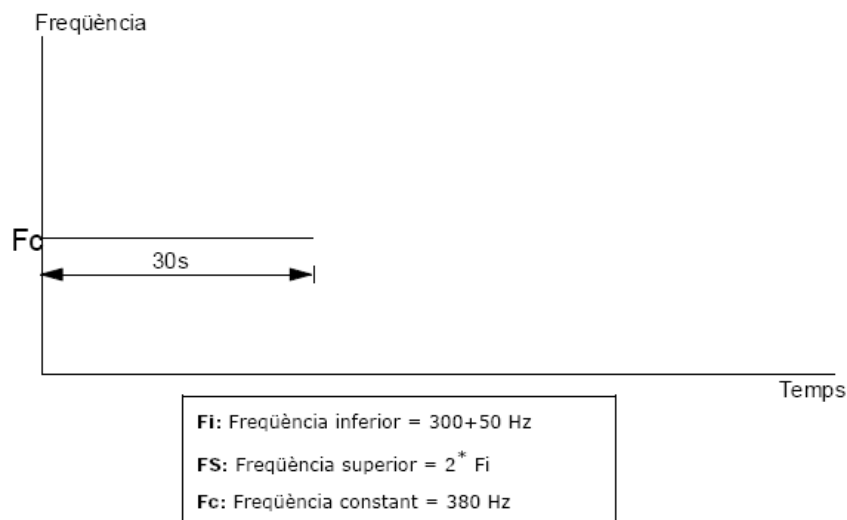 Freqüència
Fc
30s
Temps
Fi: Freqüència inferior = 300+50 Hz
FS: Freqüència superior = 2* Fi
Fc: Freqüència constant = 380 Hz